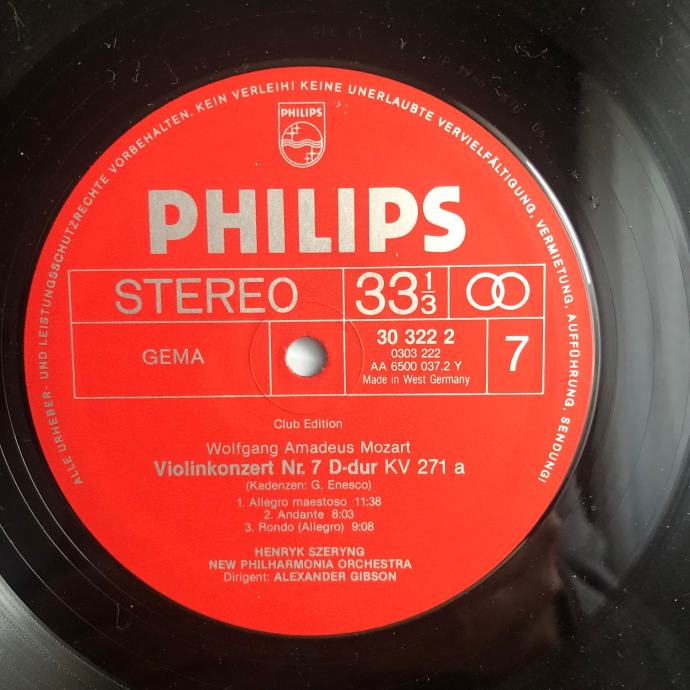 ALLE URHEBER- UND LEISTUNGSSCHUTZRECHTE VORBEHALTEN. KEIN VERLEIH! KEINE UNERLAUBTE VERVIELFÄLTIGUNG, VERMIETUNG, AUFFÜHRUNG, SENDUNG!
PHILIPS
PHILIPS
STEREO
33 1/3
GEMA
30 322 2
0303 222
AA 6500 037.2 Y
Made in West Germany
7
Club Edition
Wolfgang Amadeus Mozart
Violinkonzert Nr. 7 D-dur KV 271 a
(Kadenzen: G. Enesco)
1. Allegro maestoso 11:38
2. Andante 8:03
3. Rondo (Allegro) 9:08
HENRYK SZERYNG
NEW PHILHARMONIA ORCHESTRA
Dirigent: ALEXANDER GIBSON